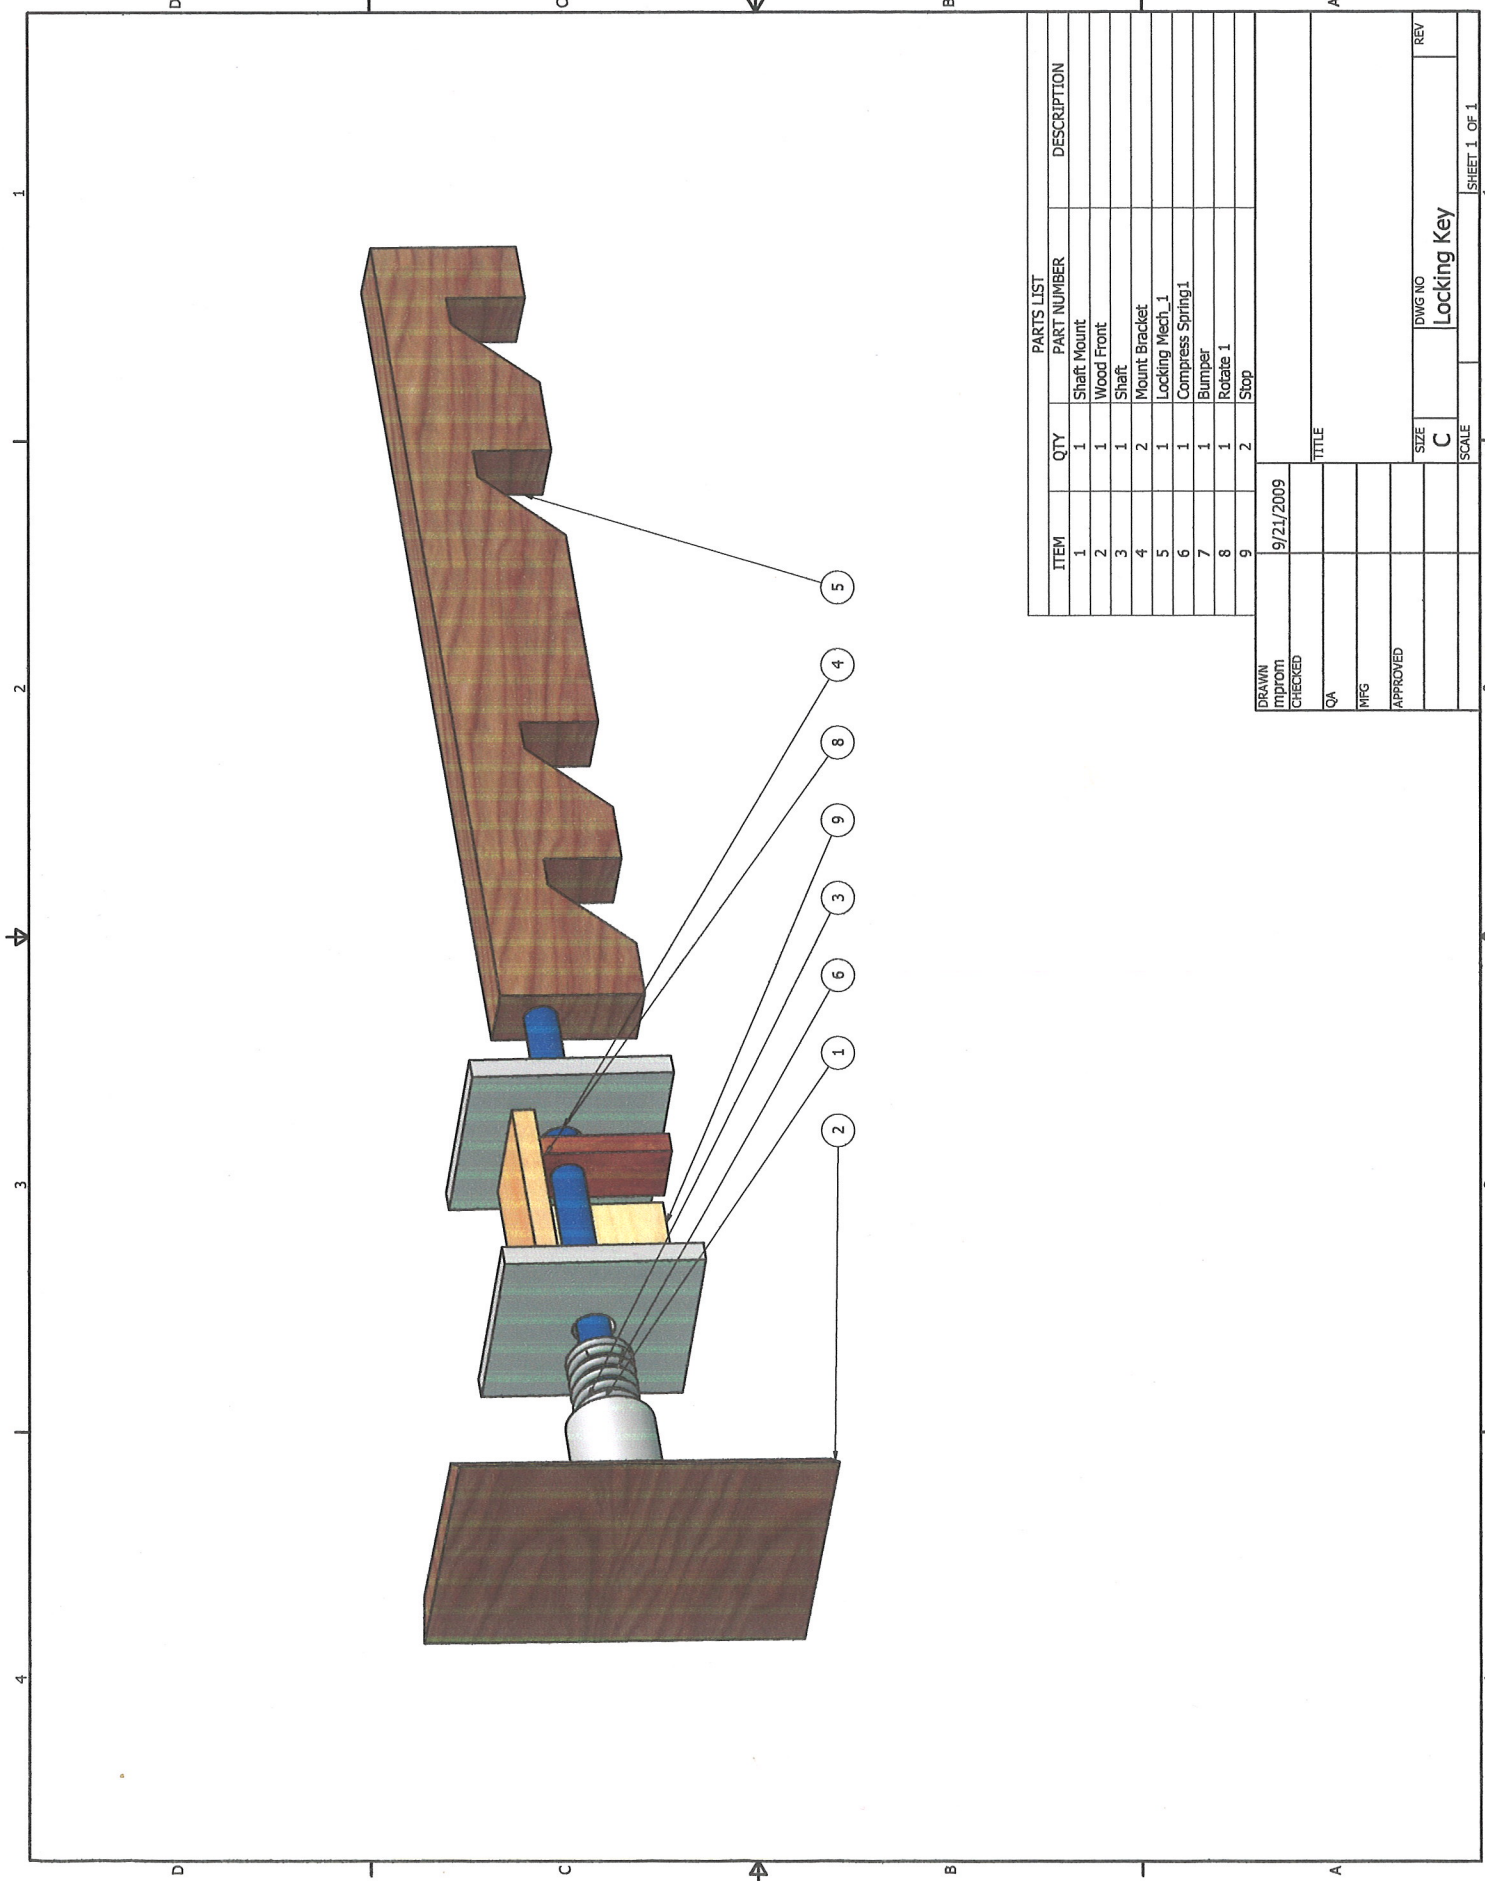 4 3 2 1
D
D
C
C
B
B
A
A
2 1 6 3 9 8 4 5
PARTS LIST
ITEM QTY PART NUMBER DESCRIPTION
1 1 Shaft Mount
2 1 Wood Front
3 1 Shaft
4 2 Mount Bracket
5 1 Locking Mech_1
6 1 Compress Spring1
7 1 Bumper
8 1 Rotate 1
9 2 Stop
DRAWN
mprom 9/21/2009
CHECKED
QA
MFG
APPROVED
TITLE
SIZE
C
DWG NO
Locking Key
REV
SCALE
SHEET 1 OF 1